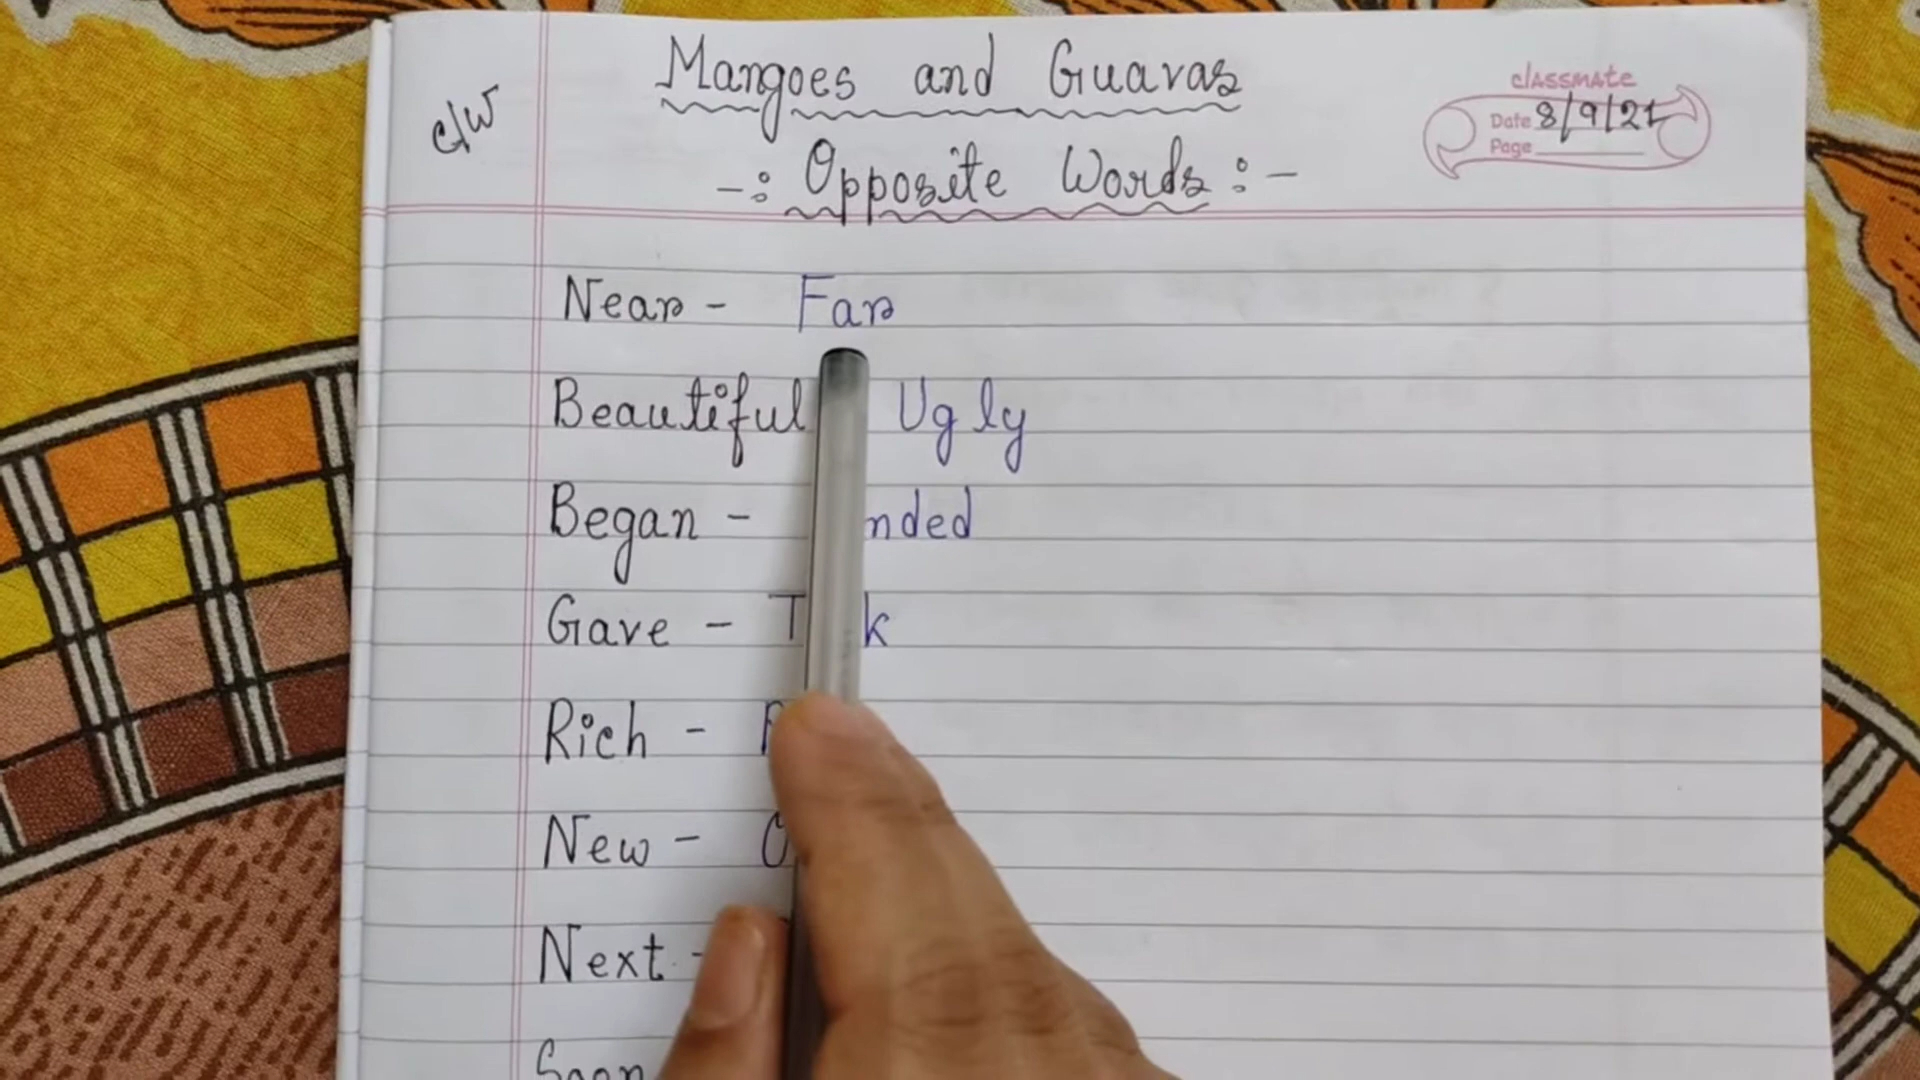 C/W
Mangoes and Guavas
-: Opposite Words :-
classmate
Date 8/9/21
Page
Near - Far
Beautiful Ugly
Began - nded
Gave - T k
Rich - P
New - O
Next -
Soon